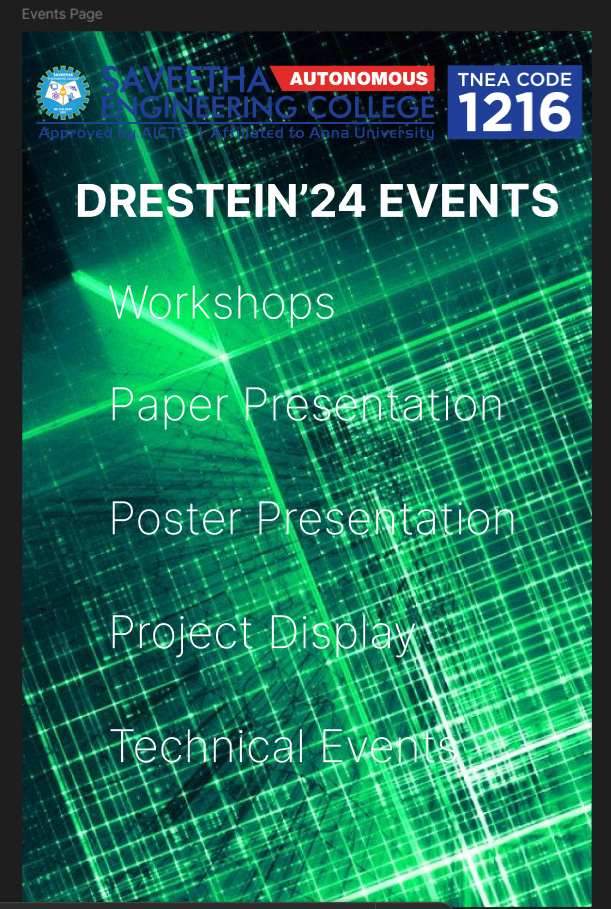 Events Page
SAVEETHA AUTONOMOUS
ENGINEERING COLLEGE
Approved by AICTE | Affiliated to Anna University
TNEA CODE
1216
DRESTEIN’24 EVENTS
Workshops
Paper Presentation
Poster Presentation
Project Display
Technical Events